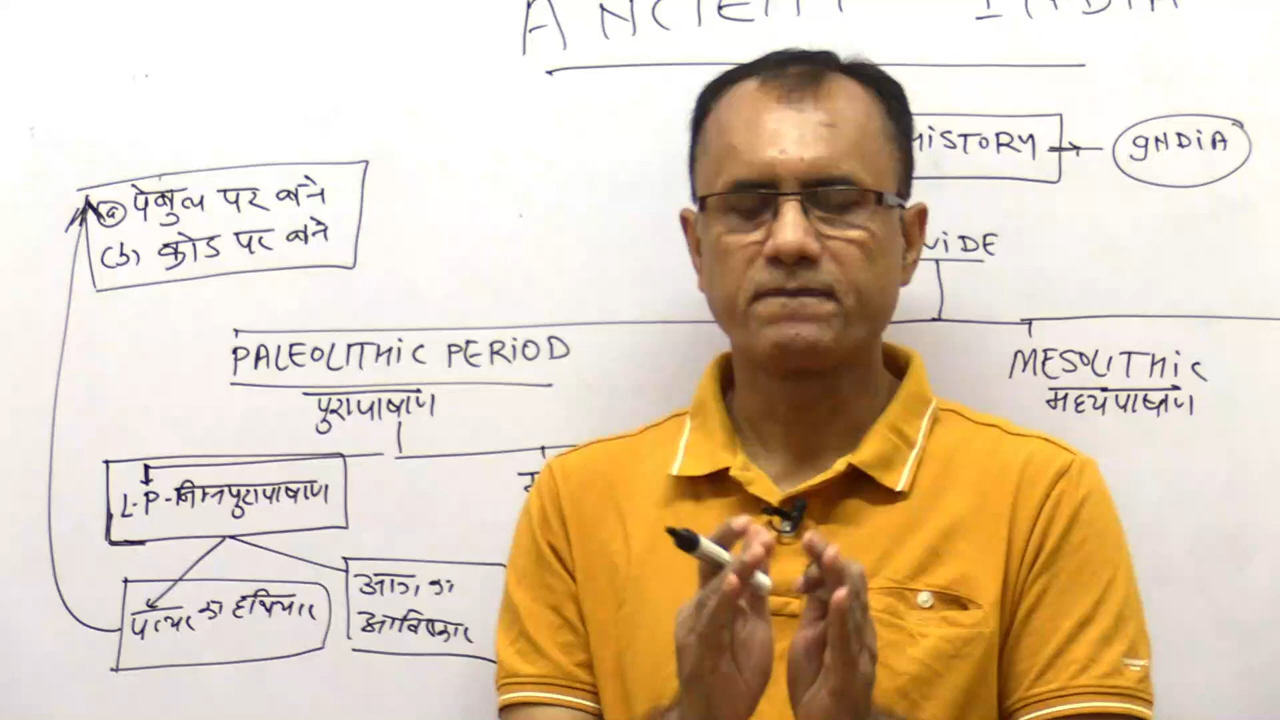 ANCIENT INDIA
HISTORY
gNDiA
ⓐ पेबुल पर बने
(b) कोड पर बने
ViDE
PALEOLITHiC PERiOD
पुरापाषाण
MESOLITHiC
मध्यपाषाण
L-P-निम्नपुरापाषाण
पत्थर का हथियार
आग का
आविष्कार